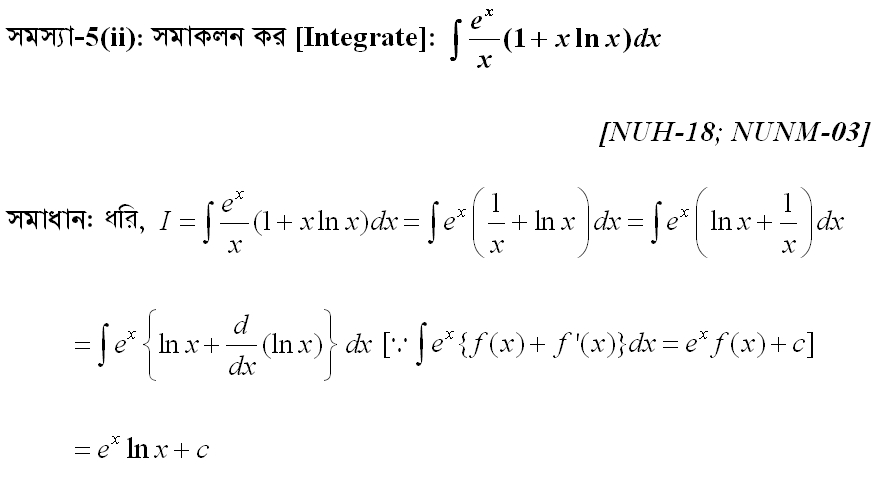 সমস্যা-5(ii): সমাকলন কর [Integrate]: ∫ e^x/x (1 + x ln x)dx
[NUH-18; NUNM-03]
সমাধান: ধরি, I = ∫ e^x/x (1 + x ln x)dx = ∫ e^x (1/x + ln x) dx = ∫ e^x (ln x + 1/x) dx
= ∫ e^x {ln x + d/dx (ln x)} dx [∵ ∫ e^x {f(x) + f '(x)}dx = e^x f(x) + c]
= e^x ln x + c